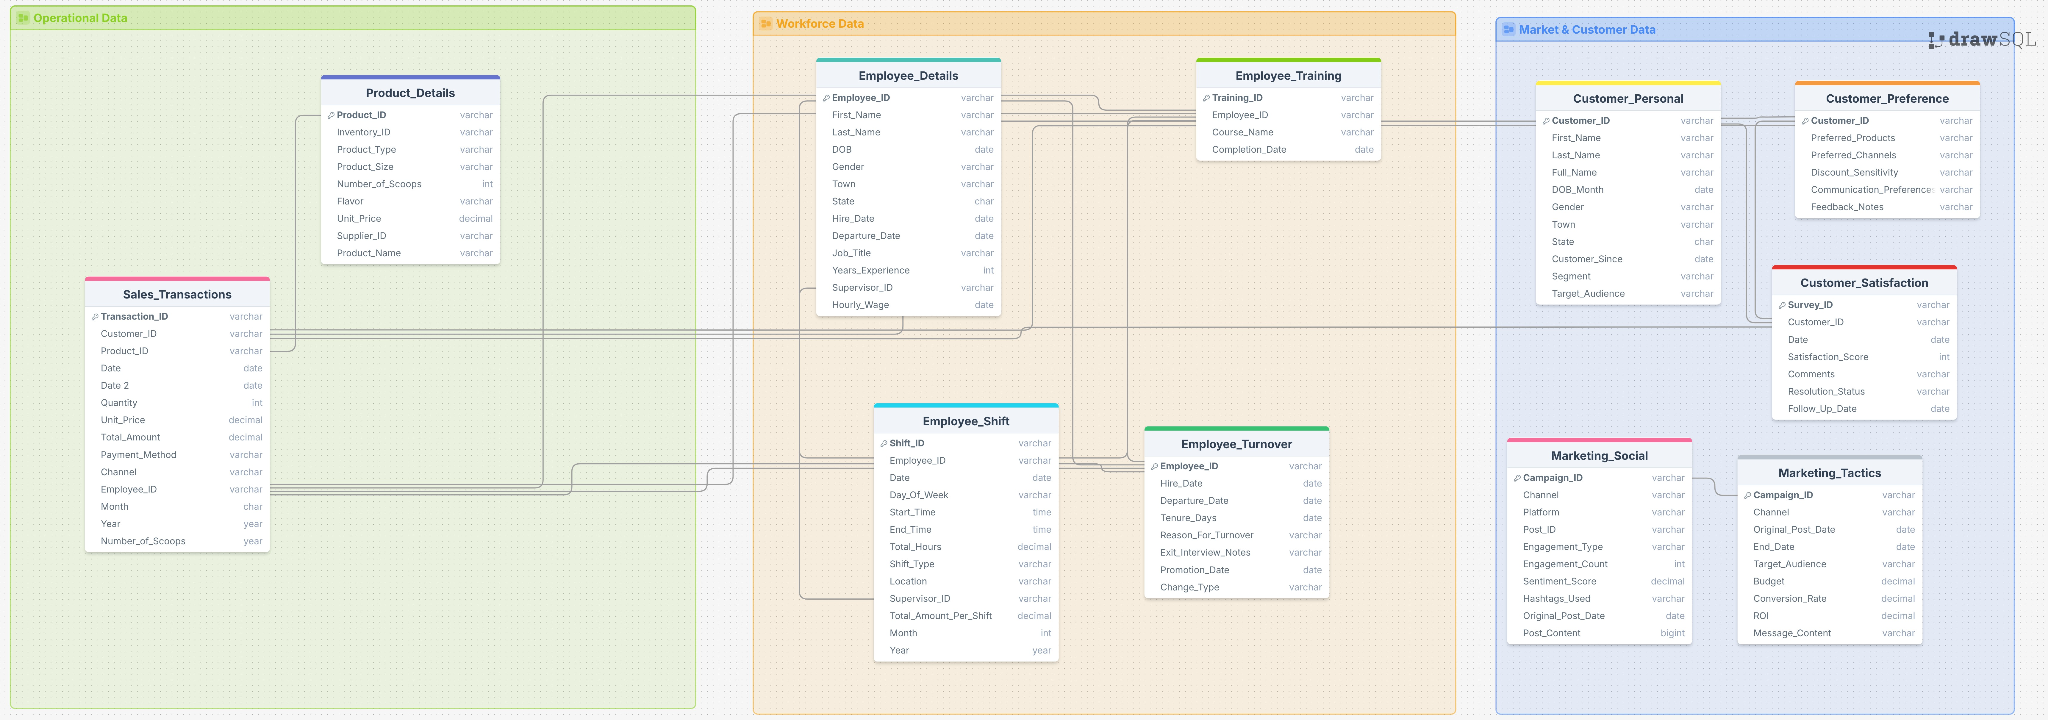 Operational Data
Product_Details
Product_ID varchar
Inventory_ID varchar
Product_Type varchar
Product_Size varchar
Number_of_Scoops int
Flavor varchar
Unit_Price decimal
Supplier_ID varchar
Product_Name varchar
Sales_Transactions
Transaction_ID varchar
Customer_ID varchar
Product_ID varchar
Date date
Date 2 date
Quantity int
Unit_Price decimal
Total_Amount decimal
Payment_Method varchar
Channel varchar
Employee_ID varchar
Month char
Year year
Number_of_Scoops year
Workforce Data
Employee_Details
Employee_ID varchar
First_Name varchar
Last_Name varchar
DOB date
Gender varchar
Town varchar
State char
Hire_Date date
Departure_Date date
Job_Title varchar
Years_Experience int
Supervisor_ID varchar
Hourly_Wage date
Employee_Training
Training_ID varchar
Employee_ID varchar
Course_Name varchar
Completion_Date date
Employee_Shift
Shift_ID varchar
Employee_ID varchar
Date date
Day_Of_Week varchar
Start_Time time
End_Time time
Total_Hours decimal
Shift_Type varchar
Location varchar
Supervisor_ID varchar
Total_Amount_Per_Shift decimal
Month int
Year year
Employee_Turnover
Employee_ID varchar
Hire_Date date
Departure_Date date
Tenure_Days date
Reason_For_Turnover varchar
Exit_Interview_Notes varchar
Promotion_Date date
Change_Type varchar
Market & Customer Data
drawSQL
Customer_Personal
Customer_ID varchar
First_Name varchar
Last_Name varchar
Full_Name varchar
DOB_Month date
Gender varchar
Town varchar
State char
Customer_Since date
Segment varchar
Target_Audience varchar
Customer_Preference
Customer_ID varchar
Preferred_Products varchar
Preferred_Channels varchar
Discount_Sensitivity varchar
Communication_Preference varchar
Feedback_Notes varchar
Customer_Satisfaction
Survey_ID varchar
Customer_ID varchar
Date date
Satisfaction_Score int
Comments varchar
Resolution_Status varchar
Follow_Up_Date date
Marketing_Social
Campaign_ID varchar
Channel varchar
Platform varchar
Post_ID varchar
Engagement_Type varchar
Engagement_Count int
Sentiment_Score decimal
Hashtags_Used varchar
Original_Post_Date date
Post_Content bigint
Marketing_Tactics
Campaign_ID varchar
Channel varchar
Original_Post_Date date
End_Date date
Target_Audience varchar
Budget decimal
Conversion_Rate decimal
ROI decimal
Message_Content varchar